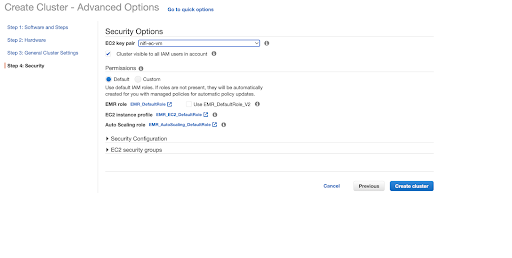 Create Cluster - Advanced Options Go to quick options
Step 1: Software and Steps
Step 2: Hardware
Step 3: General Cluster Settings
Step 4: Security
Security Options
EC2 key pair nifi-ec-vm
Cluster visible to all IAM users in account
Permissions
Default Custom
Use default IAM roles. If roles are not present, they will be automatically
created for you with managed policies for automatic policy updates.
EMR role EMR_DefaultRole Use EMR_DefaultRole_V2
EC2 instance profile EMR_EC2_DefaultRole
Auto Scaling role EMR_AutoScaling_DefaultRole
Security Configuration
EC2 security groups
Cancel Previous Create cluster